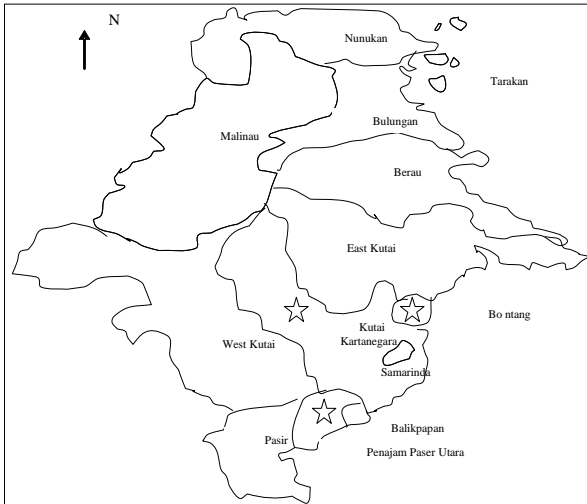 N
Nunukan
Tarakan
Bulungan
Malinau
Berau
East Kutai
Bo ntang
Kutai
Kartanegara
West Kutai
Samarinda
Balikpapan
Pasir
Penajam Paser Utara